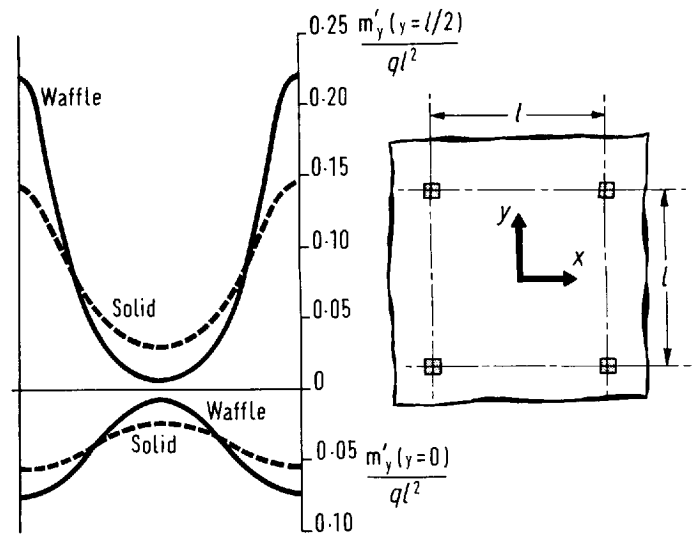 0·25 m′y (y=l/2)
ql²
Waffle
0·20
0·15
0·10
Solid
0·05
0
Waffle
Solid
0·05 m′y (y=0)
ql²
0·10
l
y
x
l